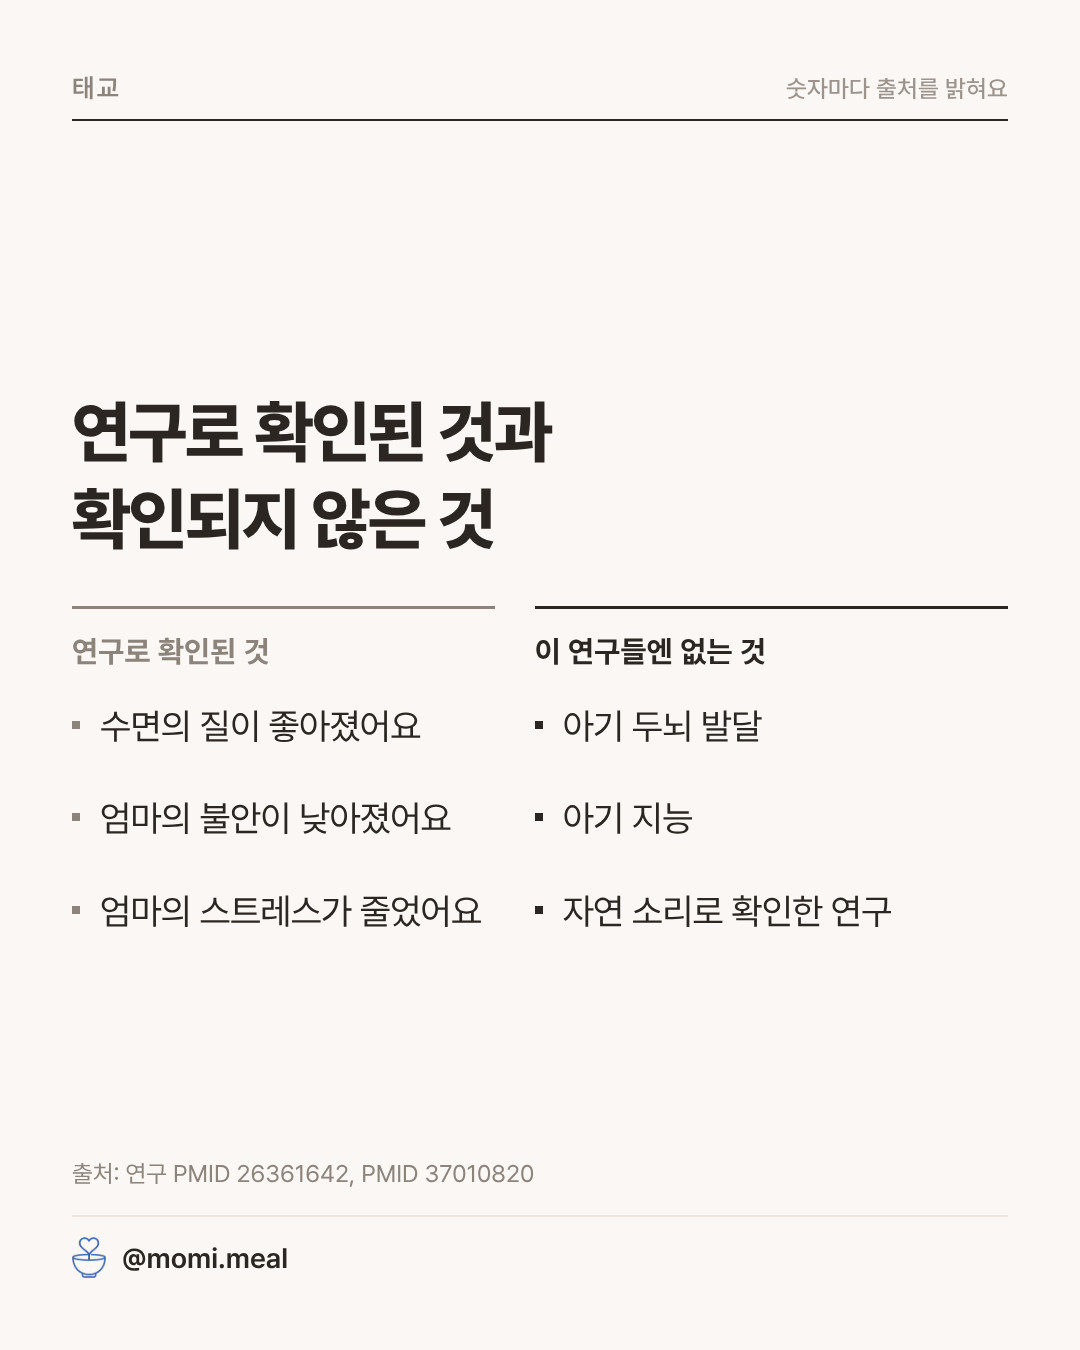 태교
숫자마다 출처를 밝혀요
연구로 확인된 것과
확인되지 않은 것
연구로 확인된 것
수면의 질이 좋아졌어요
엄마의 불안이 낮아졌어요
엄마의 스트레스가 줄었어요
이 연구들엔 없는 것
아기 두뇌 발달
아기 지능
자연 소리로 확인한 연구
출처: 연구 PMID 26361642, PMID 37010820
@momi.meal